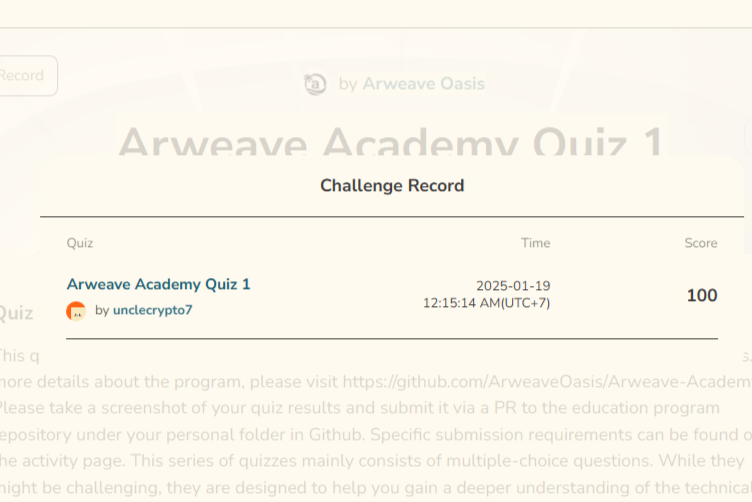 Record
by Arweave Oasis
Arweave Academy Quiz 1
Challenge Record
Quiz Time Score
Arweave Academy Quiz 1
2025-01-19
12:15:14 AM(UTC+7)
100
by unclecrypto7
Quiz
This q s.
more details about the program, please visit https://github.com/ArweaveOasis/Arweave-Academ
Please take a screenshot of your quiz results and submit it via a PR to the education program
repository under your personal folder in Github. Specific submission requirements can be found o
the activity page. This series of quizzes mainly consists of multiple-choice questions. While they
might be challenging, they are designed to help you gain a deeper understanding of the technical